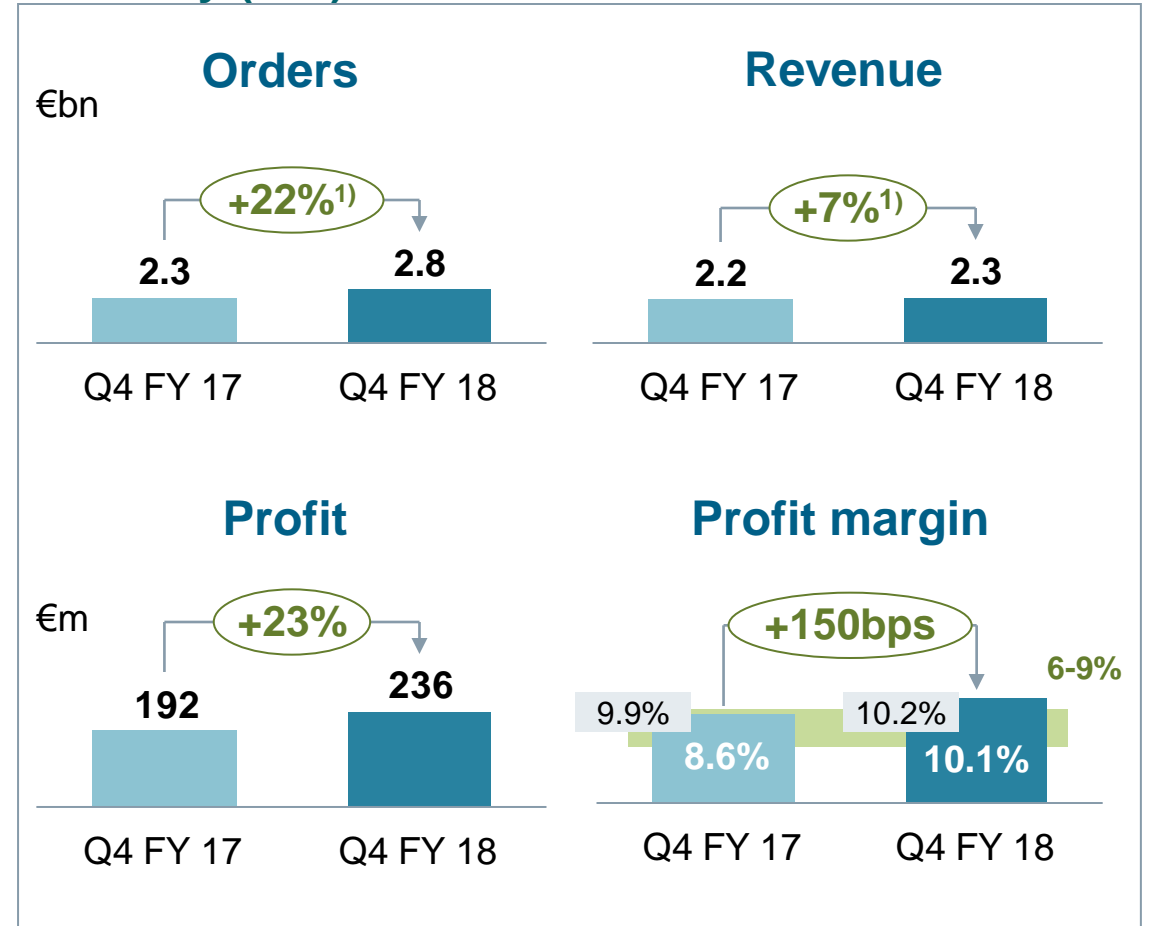 Orders
€bn
+22%1)
2.3
2.8
Q4 FY 17
Q4 FY 18
Revenue
+7%1)
2.2
2.3
Q4 FY 17
Q4 FY 18
Profit
€m
+23%
192
236
Q4 FY 17
Q4 FY 18
Profit margin
+150bps
6-9%
9.9%
10.2%
8.6%
10.1%
Q4 FY 17
Q4 FY 18